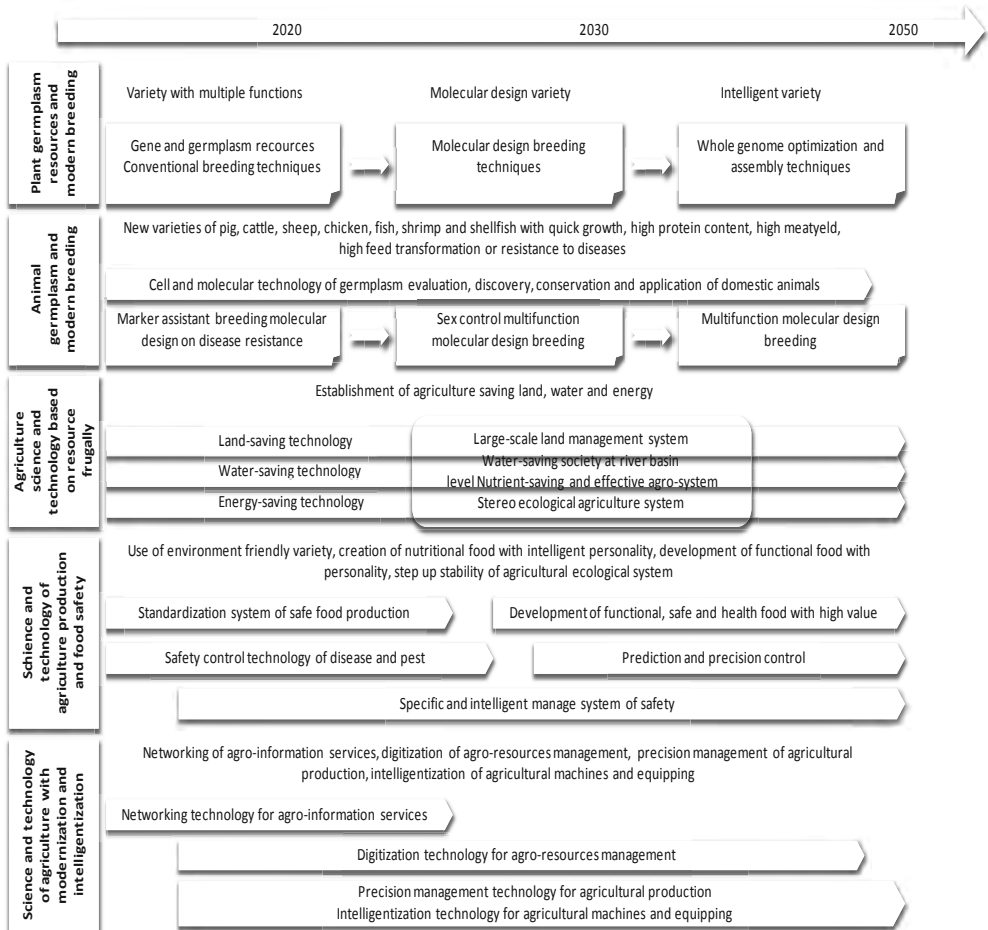 2020
2030
2050
Plant germplasm
resources and
modern breeding
Variety with multiple functions
Molecular design variety
Intelligent variety
Gene and germplasm recources
Conventional breeding techniques
Molecular design breeding
techniques
Whole genome optimization and
assembly techniques
Animal
germplasm and
modern breeding
New varieties of pig, cattle, sheep, chicken, fish, shrimp and shellfish with quick growth, high protein content, high meatyeld,
high feed transformation or resistance to diseases
Cell and molecular technology of germplasm evaluation, discovery, conservation and application of domestic animals
Marker assistant breeding molecular
design on disease resistance
Sex control multifunction
molecular design breeding
Multifunction molecular design
breeding
Agriculture
science and
technology based
on resource
frugally
Establishment of agriculture saving land, water and energy
Land-saving technology
Large-scale land management system
Water-saving technology
Water-saving society at river basin
level Nutrient-saving and effective agro-system
Energy-saving technology
Stereo ecological agriculture system
Schience and
technology of
agriculture production
and food safety
Use of environment friendly variety, creation of nutritional food with intelligent personality, development of functional food with
personality, step up stability of agricultural ecological system
Standardization system of safe food production
Development of functional, safe and health food with high value
Safety control technology of disease and pest
Prediction and precision control
Specific and intelligent manage system of safety
Science and technology
of agriculture with
modernization and
intelligentization
Networking of agro-information services, digitization of agro-resources management, precision management of agricultural
production, intelligentization of agricultural machines and equipping
Networking technology for agro-information services
Digitization technology for agro-resources management
Precision management technology for agricultural production
Intelligentization technology for agricultural machines and equipping